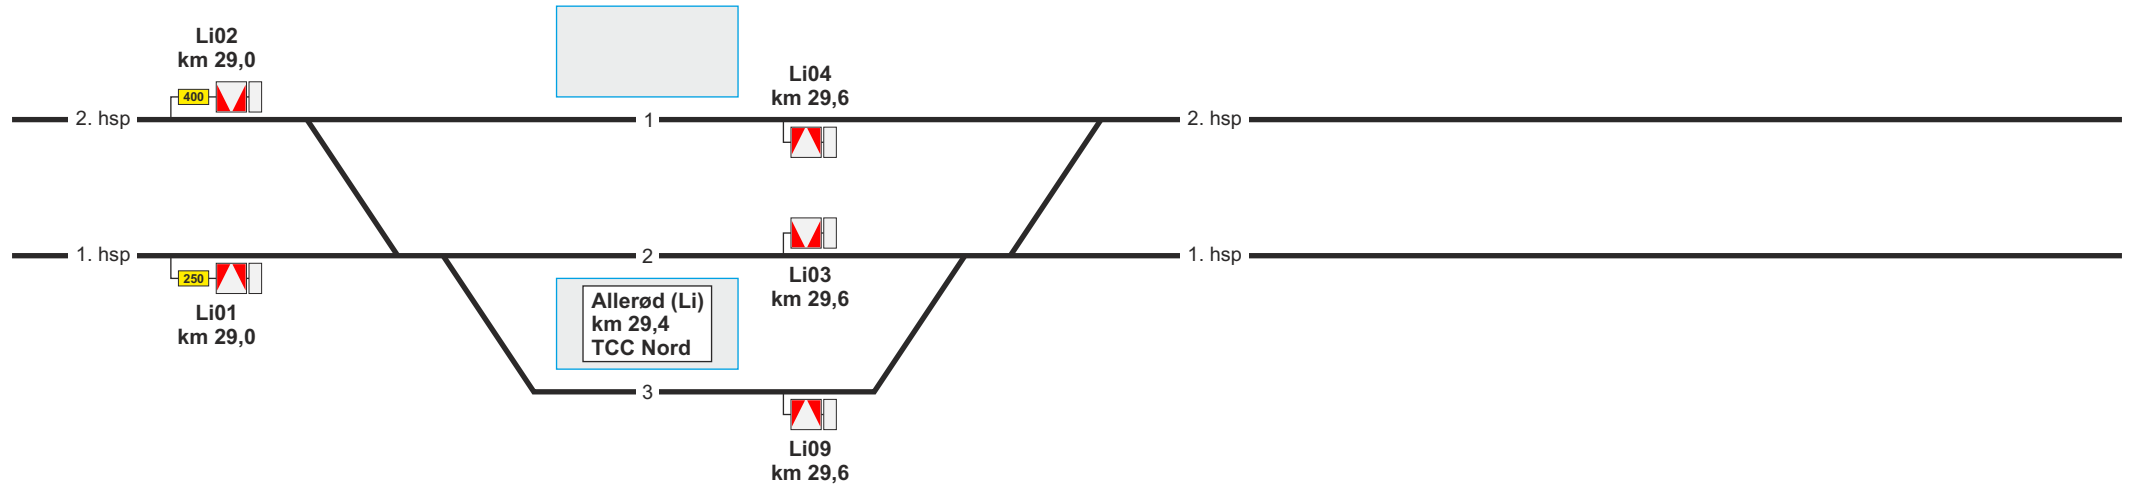 Li02
km 29,0
400
Li04
km 29,6
2. hsp
1
2. hsp
1. hsp
2
1. hsp
250
Li01
km 29,0
Li03
km 29,6
Allerød (Li)
km 29,4
TCC Nord
3
Li09
km 29,6